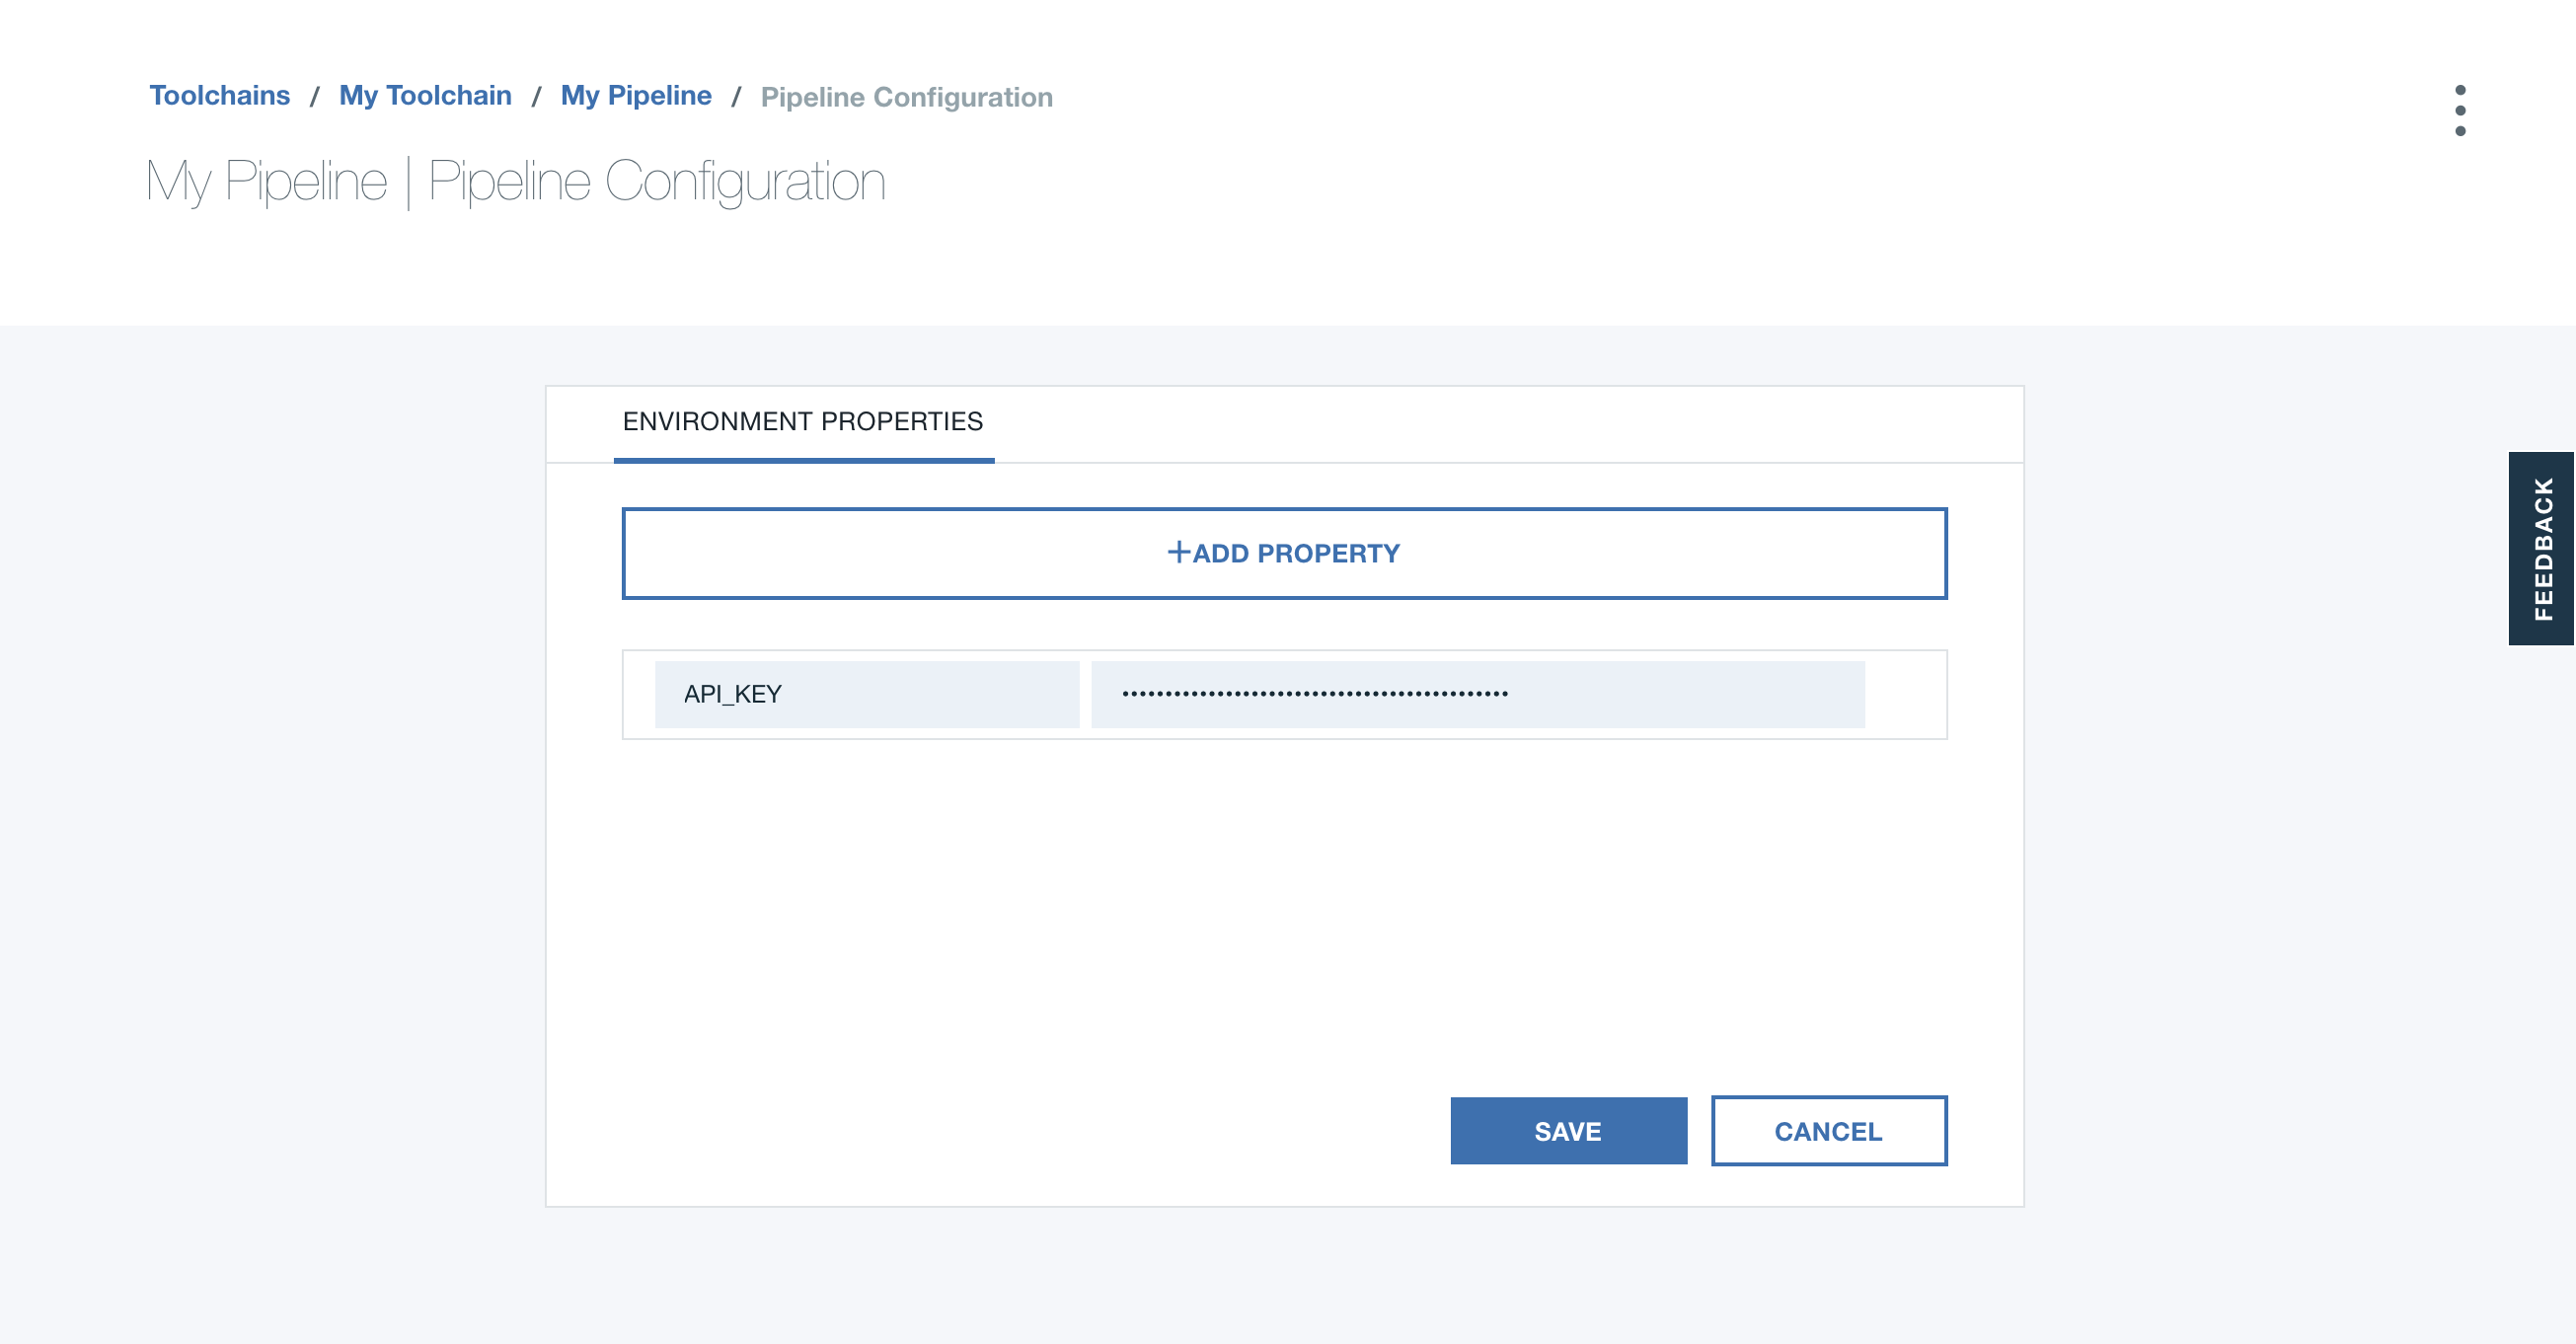 Toolchains / My Toolchain / My Pipeline / Pipeline Configuration
My Pipeline | Pipeline Configuration
ENVIRONMENT PROPERTIES
+ADD PROPERTY
FEEDBACK
API_KEY •••••••••••••••••••••••••••••••••••••••••••••
SAVE CANCEL